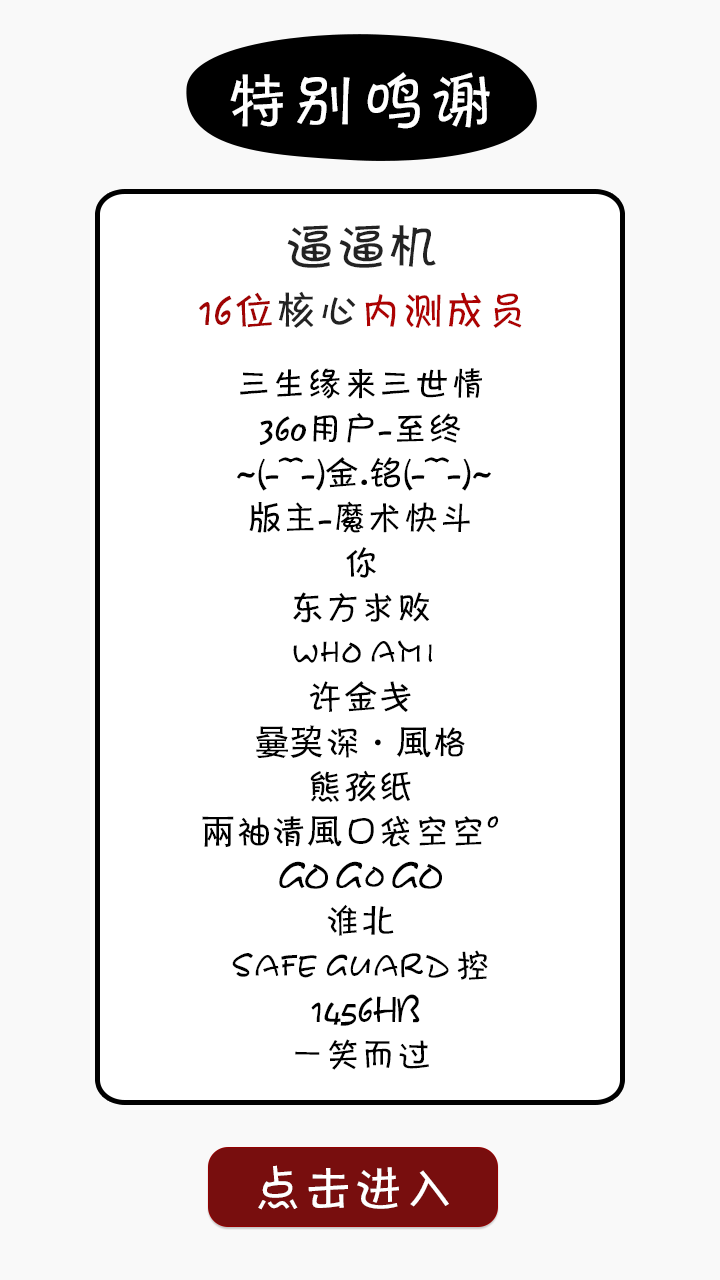 特别鸣谢
逼逼机
16位核心内测成员
三生缘来三世情
360用户-至终
~(-⌒⌒-)金.铭(-⌒⌒-)~
版主-魔术快斗
你
东方求败
WHO AM I
许金戋
深·風格
熊孩纸
兩袖清風口袋空空°
GO GO GO
淮北
SAFE GUARD 控
1456HB
一笑而过
点击进入